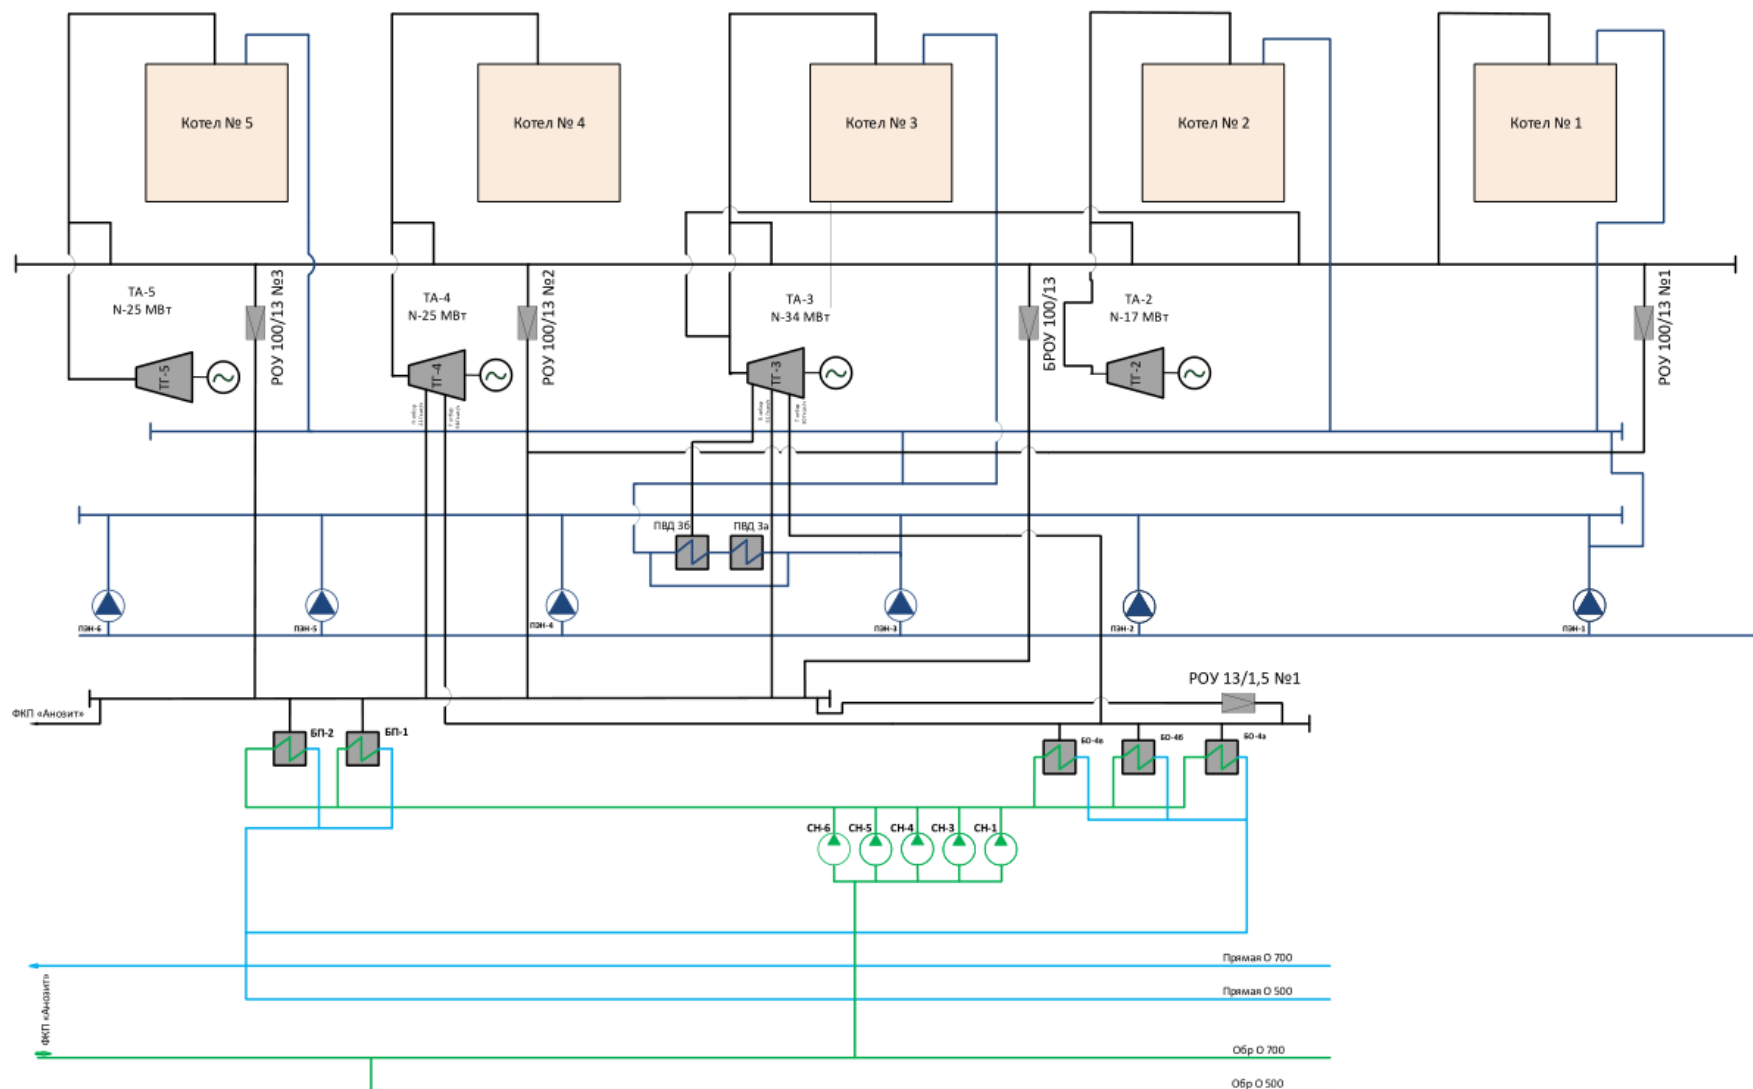 Котел № 5
Котел № 4
Котел № 3
Котел № 2
Котел № 1
ТА-5
N-25 МВт
РОУ 100/13 №3
ТА-4
N-25 МВт
РОУ 100/13 №2
ТА-3
N-34 МВт
БРОУ 100/13
ТА-2
N-17 МВт
РОУ 100/13 №1
ТГ-5
ТГ-4
ТГ-3
ТГ-2
ПВД 3б
ПВД 3а
ПЭН-6
ПЭН-5
ПЭН-4
ПЭН-3
ПЭН-2
ПЭН-1
РОУ 13/1,5 №1
ФКП «Анозит»
БП-2
БП-1
БО-4в
БО-4б
БО-4а
СН-6
СН-5
СН-4
СН-3
СН-1
Прямая О 700
Прямая О 500
ФКП «Анозит»
Обр О 700
Обр О 500